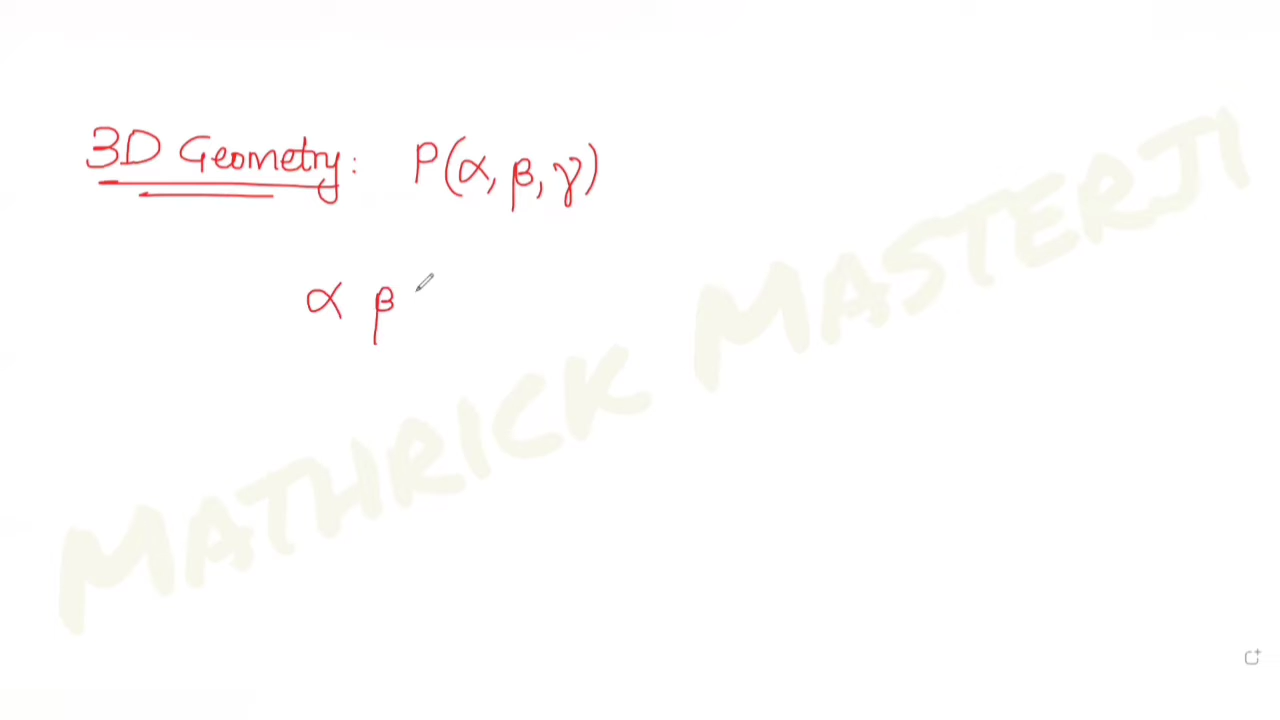 3D Geometry: P(α, β, γ)
α β
MATHRICK MASTERJI